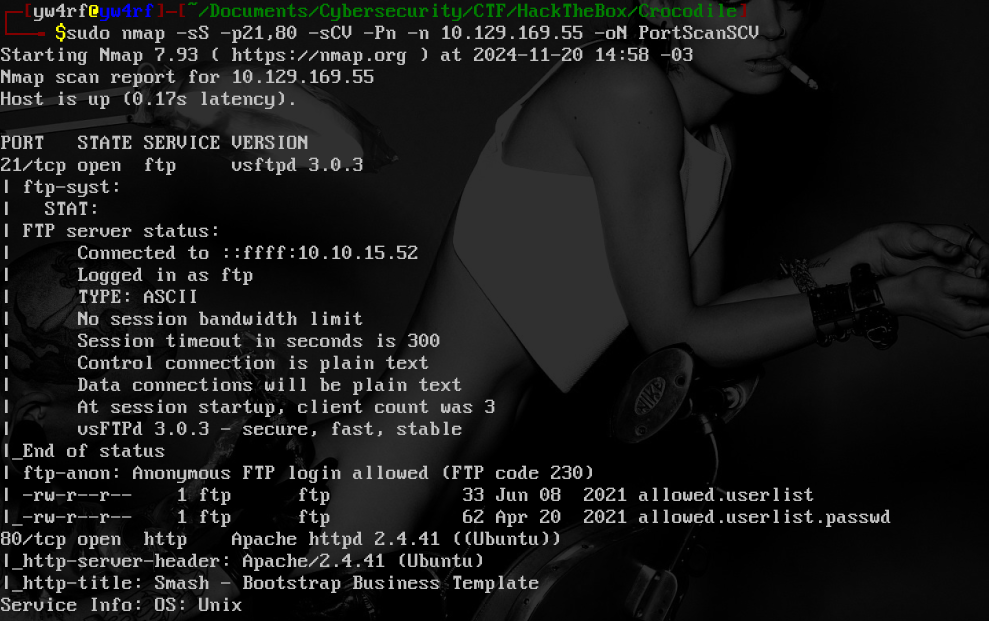 [yw4rf@yw4rf]-[~/Documents/Cybersecurity/CTF/HackTheBox/Crocodile]
$sudo nmap -sS -p21,80 -sCV -Pn -n 10.129.169.55 -oN PortScanSCV
Starting Nmap 7.93 ( https://nmap.org ) at 2024-11-20 14:58 -03
Nmap scan report for 10.129.169.55
Host is up (0.17s latency).
PORT   STATE SERVICE VERSION
21/tcp open  ftp     vsftpd 3.0.3
| ftp-syst:
|   STAT:
| FTP server status:
|      Connected to ::ffff:10.10.15.52
|      Logged in as ftp
|      TYPE: ASCII
|      No session bandwidth limit
|      Session timeout in seconds is 300
|      Control connection is plain text
|      Data connections will be plain text
|      At session startup, client count was 3
|      vsFTPd 3.0.3 - secure, fast, stable
|_End of status
| ftp-anon: Anonymous FTP login allowed (FTP code 230)
| -rw-r--r--    1 ftp      ftp            33 Jun 08  2021 allowed.userlist
|_-rw-r--r--    1 ftp      ftp            62 Apr 20  2021 allowed.userlist.passwd
80/tcp open  http    Apache httpd 2.4.41 ((Ubuntu))
|_http-server-header: Apache/2.4.41 (Ubuntu)
|_http-title: Smash - Bootstrap Business Template
Service Info: OS: Unix